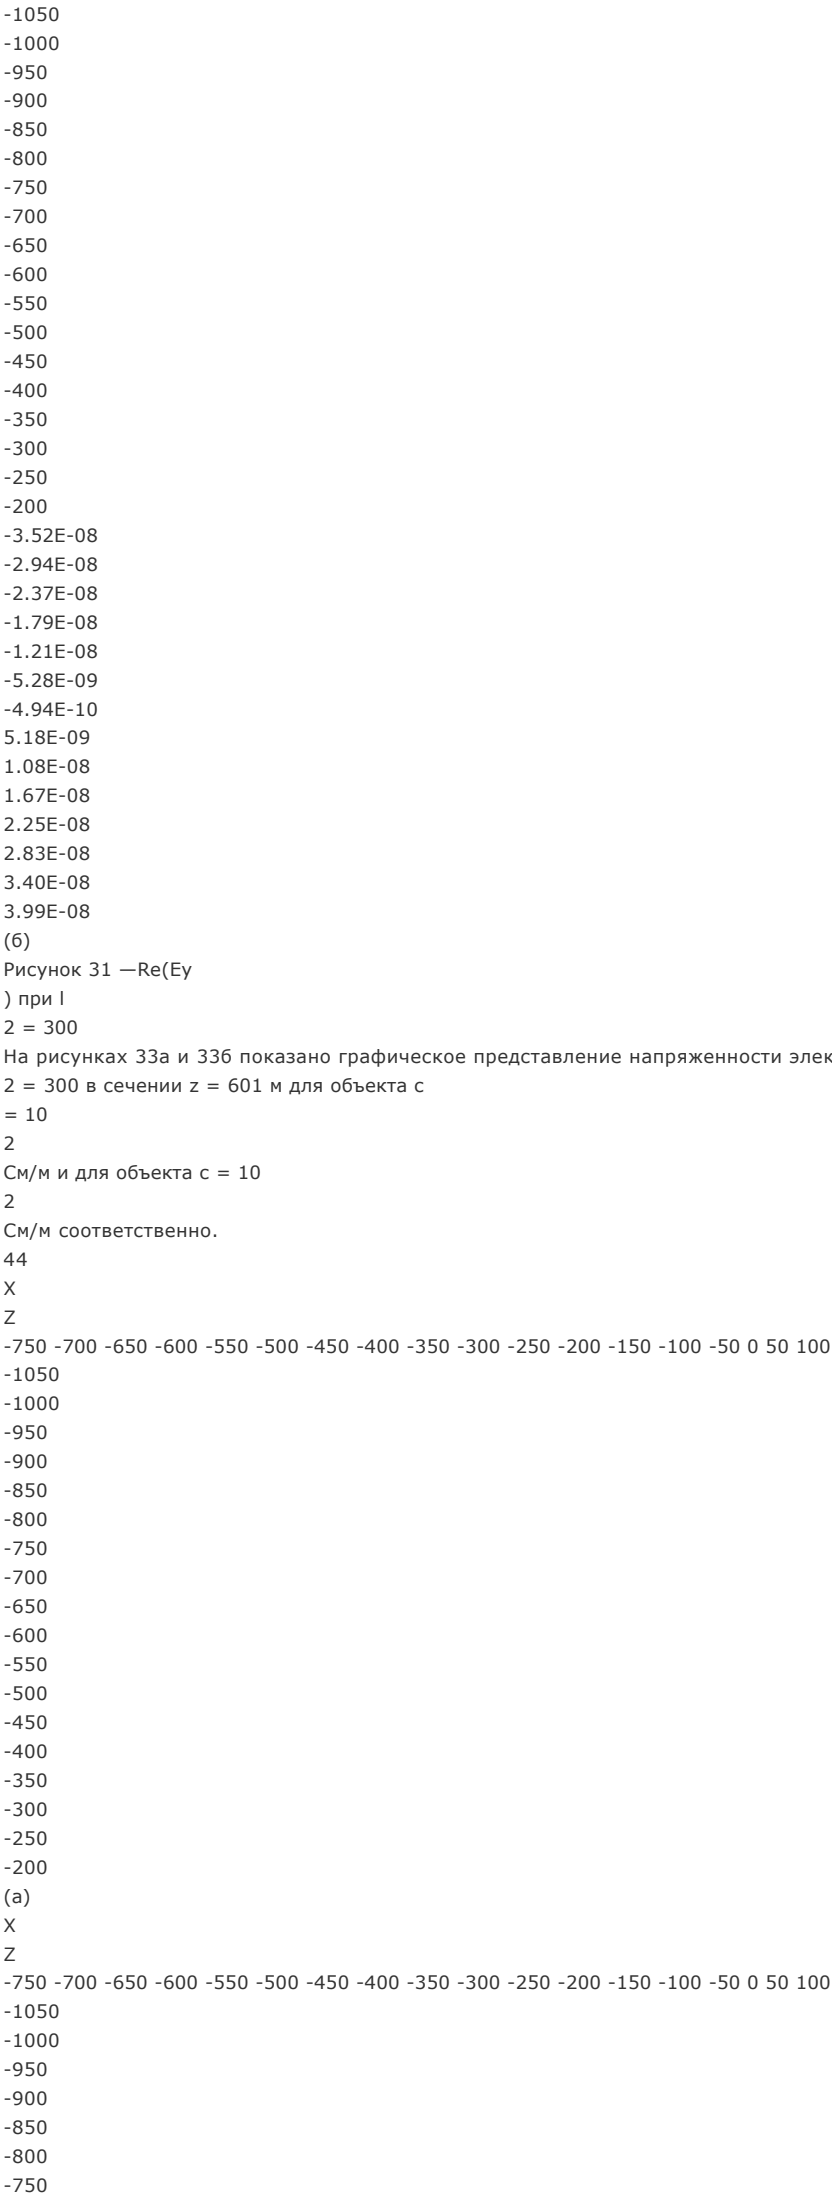 -1050
-1000
-950
-900
-850
-800
-750
-700
-650
-600
-550
-500
-450
-400
-350
-300
-250
-200
-3.52E-08
-2.94E-08
-2.37E-08
-1.79E-08
-1.21E-08
-5.28E-09
-4.94E-10
5.18E-09
1.08E-08
1.67E-08
2.25E-08
2.83E-08
3.40E-08
3.99E-08
(б)
Рисунок 31 —Re(Ey
) при l
2 = 300
На рисунках 33а и 33б показано графическое представление напряженности элек
2 = 300 в сечении z = 601 м для объекта с
= 10
2
См/м и для объекта с = 10
2
См/м соответственно.
44
X
Z
-750 -700 -650 -600 -550 -500 -450 -400 -350 -300 -250 -200 -150 -100 -50 0 50 100
-1050
-1000
-950
-900
-850
-800
-750
-700
-650
-600
-550
-500
-450
-400
-350
-300
-250
-200
(а)
X
Z
-750 -700 -650 -600 -550 -500 -450 -400 -350 -300 -250 -200 -150 -100 -50 0 50 100
-1050
-1000
-950
-900
-850
-800
-750